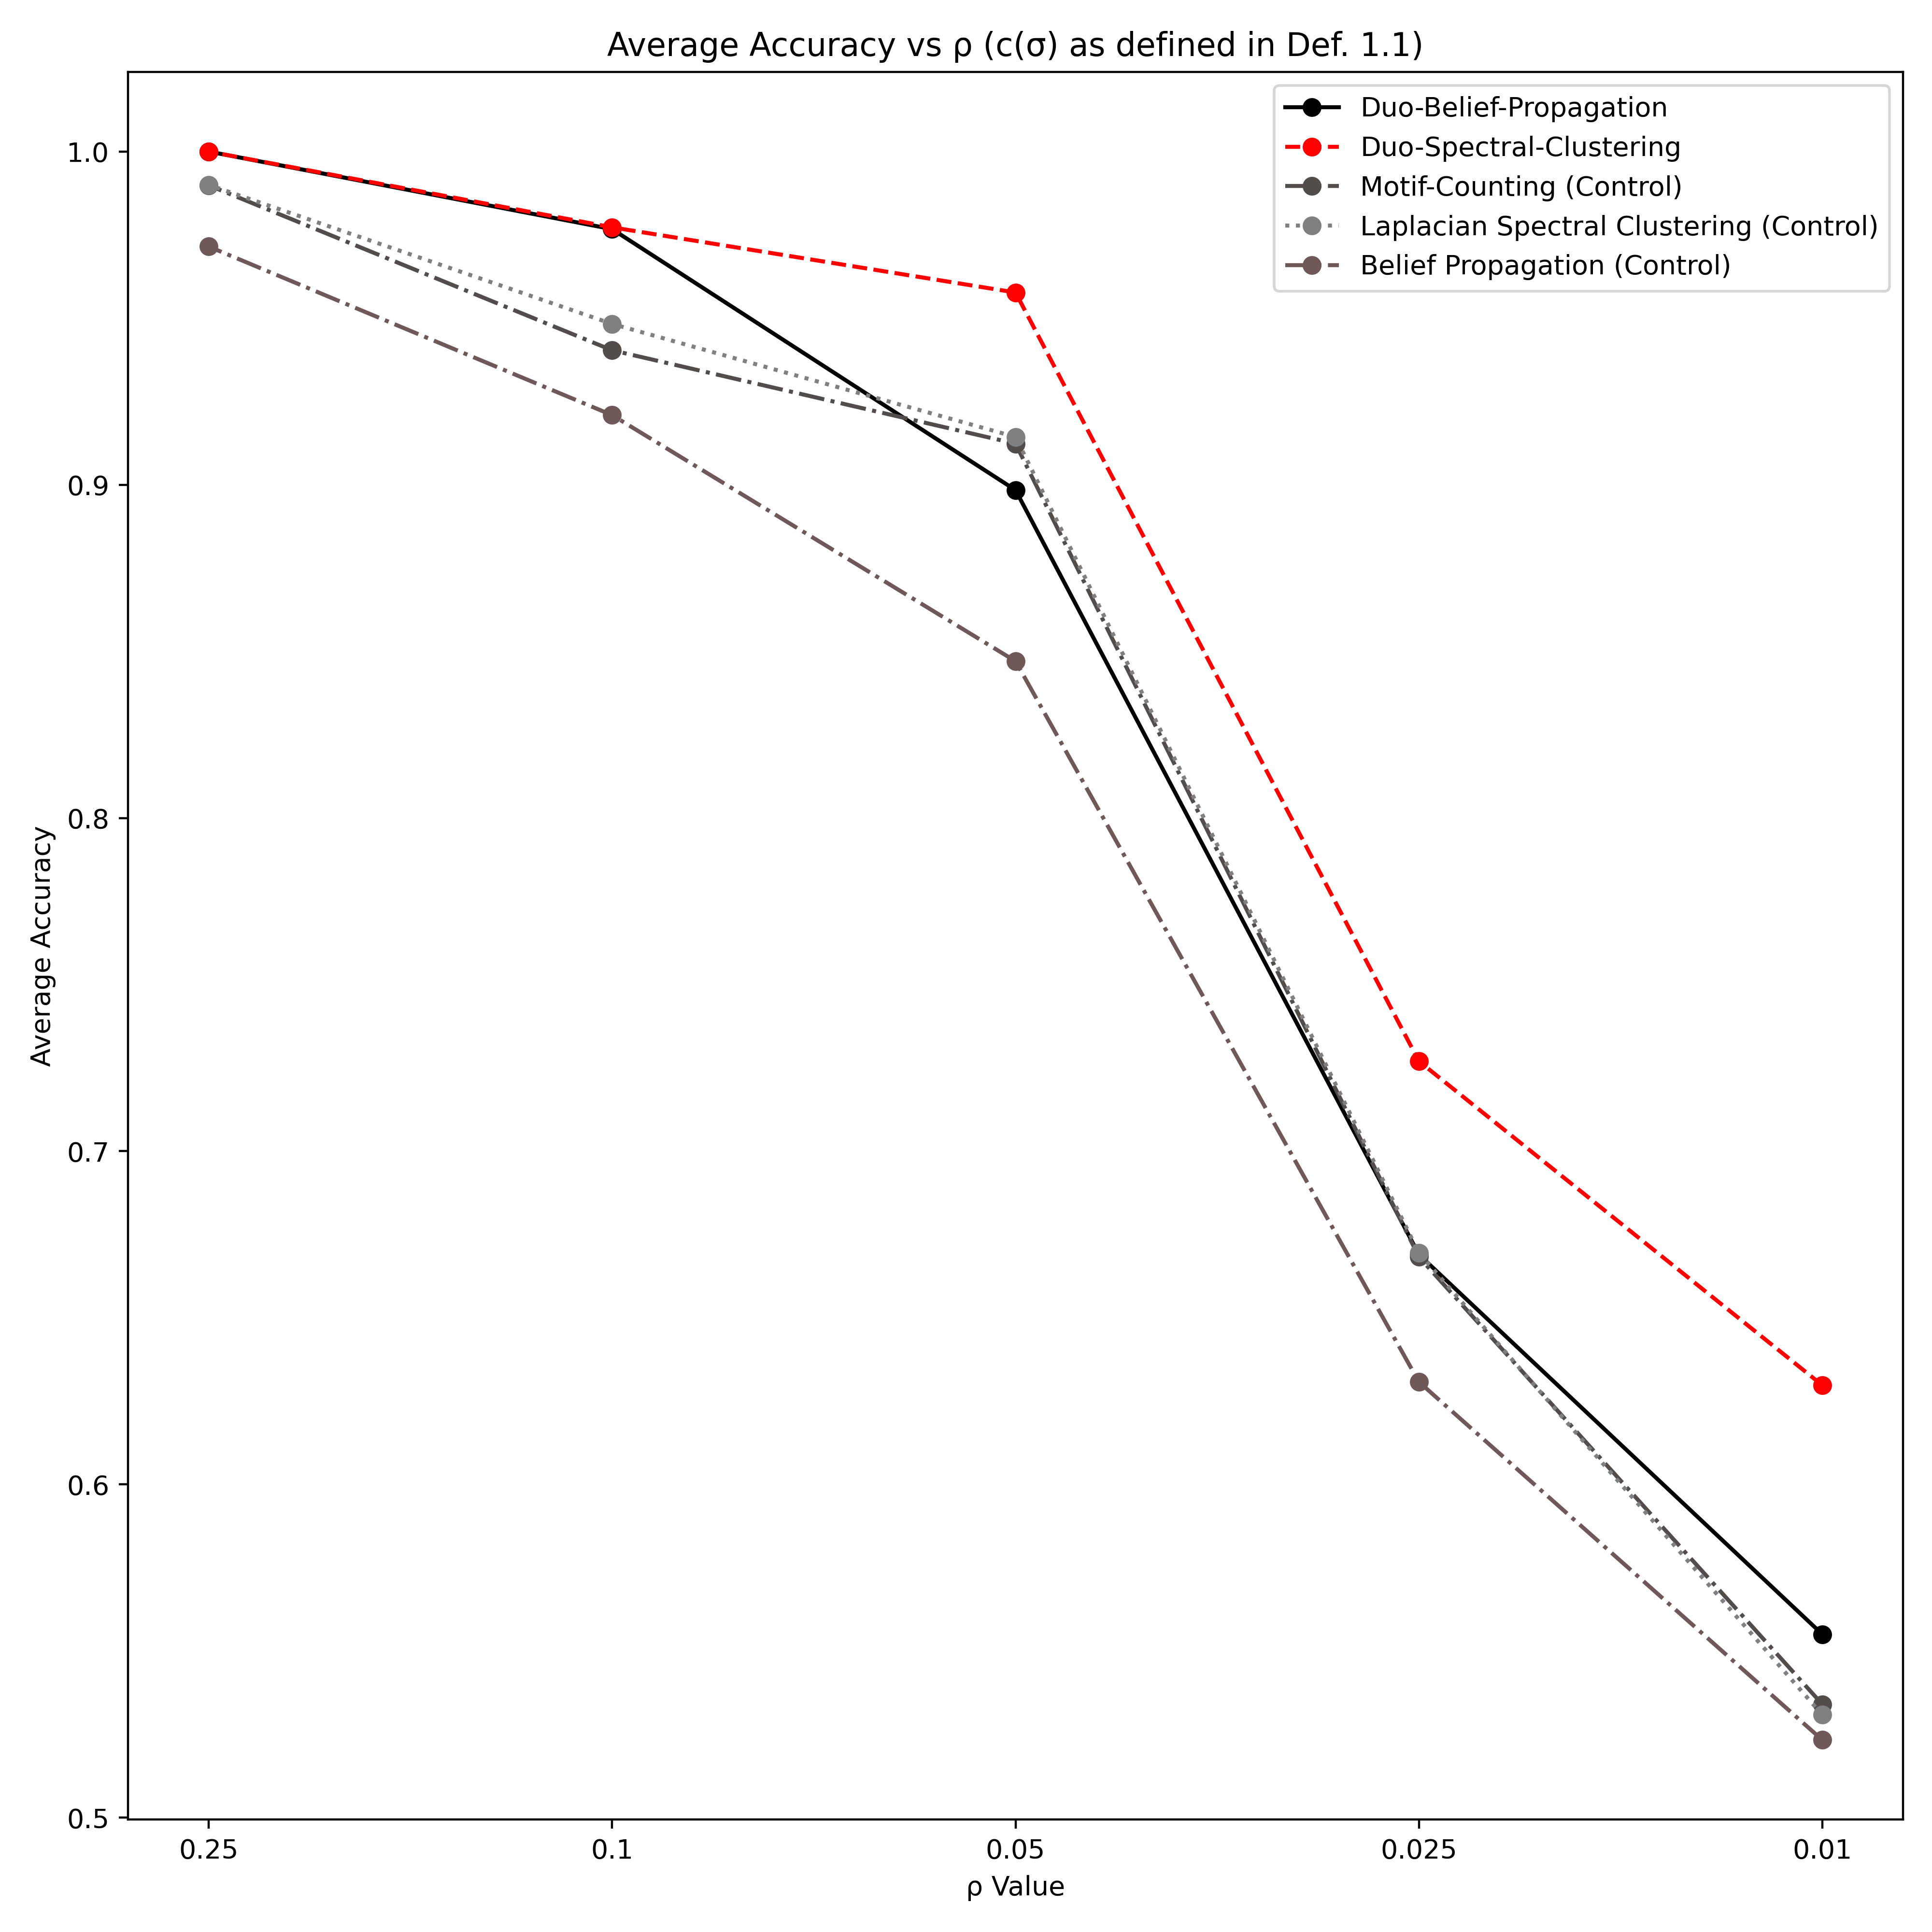 Average Accuracy vs ρ (c(σ) as defined in Def. 1.1)
Duo-Belief-Propagation
Duo-Spectral-Clustering
Motif-Counting (Control)
Laplacian Spectral Clustering (Control)
Belief Propagation (Control)
Average Accuracy
1.0
0.9
0.8
0.7
0.6
0.5
0.25 0.1 0.05 0.025 0.01
ρ Value